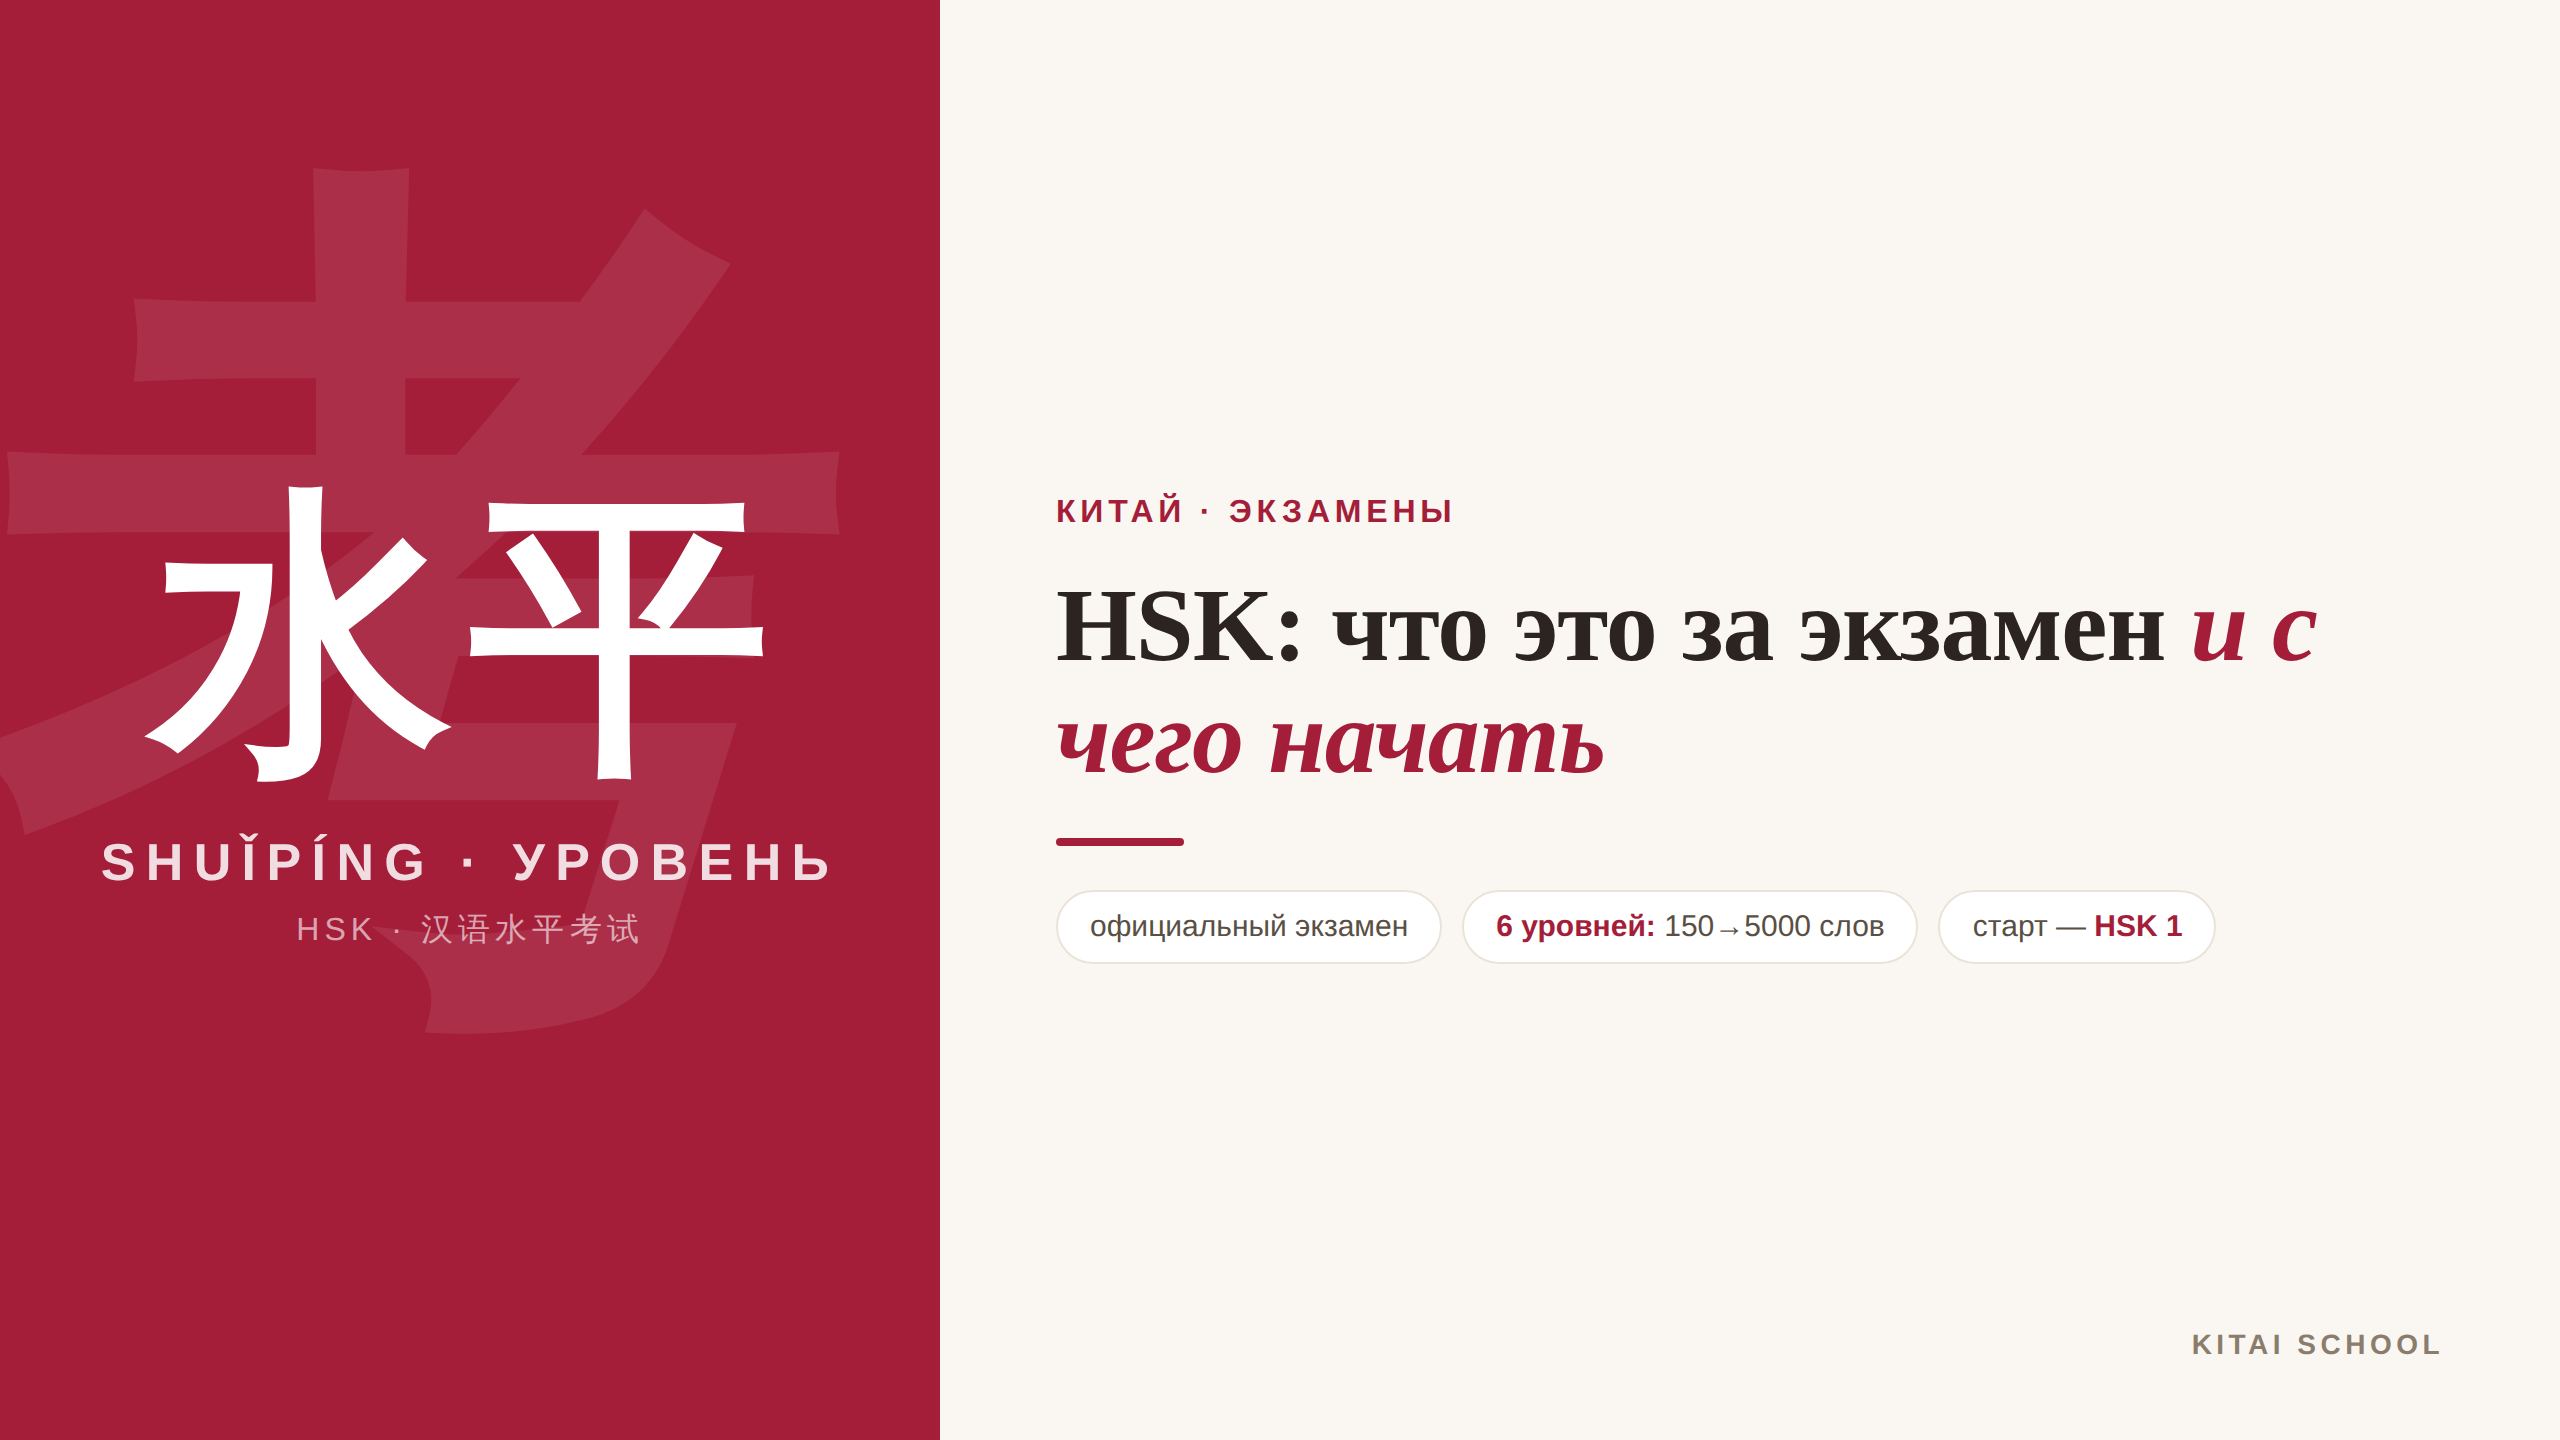 考
水平
SHUǏPÍNG · УРОВЕНЬ
HSK · 汉语水平考试
КИТАЙ · ЭКЗАМЕНЫ
HSK: что это за экзамен и с
чего начать
официальный экзамен
6 уровней: 150→5000 слов
старт — HSK 1
KITAI SCHOOL